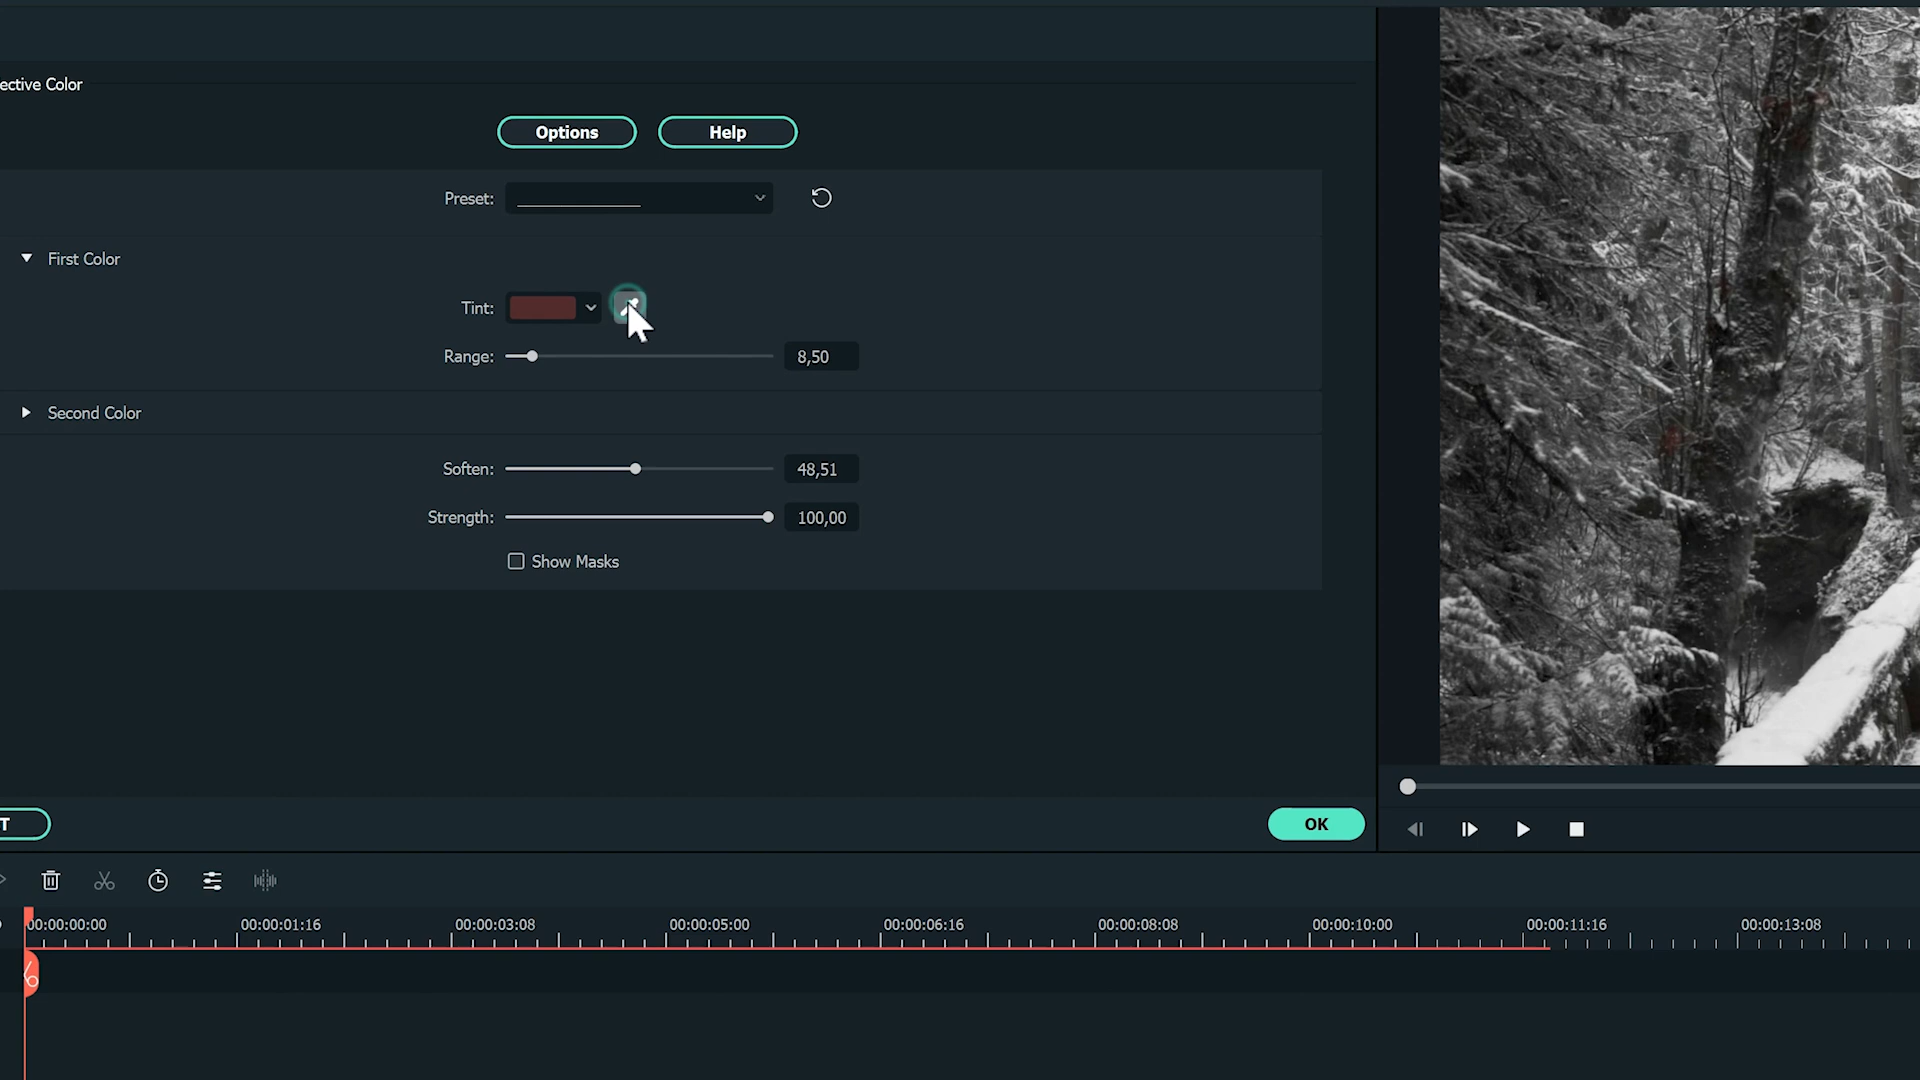 ective Color
Options Help
Preset:
First Color
Tint:
Range: 8,50
Second Color
Soften: 48,51
Strength: 100,00
Show Masks
T OK
00:00:00:00 00:00:01:16 00:00:03:08 00:00:05:00 00:00:06:16 00:00:08:08 00:00:10:00 00:00:11:16 00:00:13:08